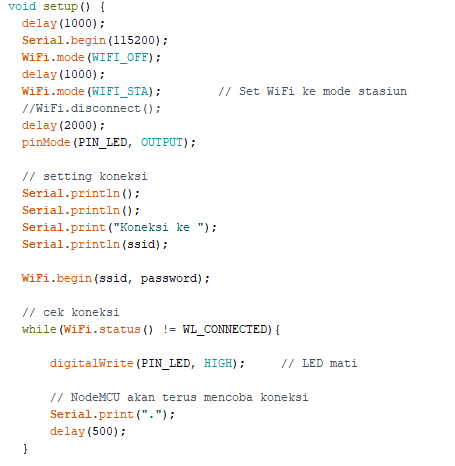 void setup() {
  delay(1000);
  Serial.begin(115200);
  WiFi.mode(WIFI_OFF);
  delay(1000);
  WiFi.mode(WIFI_STA);        // Set WiFi ke mode stasiun
  //WiFi.disconnect();
  delay(2000);
  pinMode(PIN_LED, OUTPUT);

  // setting koneksi
  Serial.println();
  Serial.println();
  Serial.print("Koneksi ke ");
  Serial.println(ssid);

  WiFi.begin(ssid, password);

  // cek koneksi
  while(WiFi.status() != WL_CONNECTED){

      digitalWrite(PIN_LED, HIGH);     // LED mati

      // NodeMCU akan terus mencoba koneksi
      Serial.print(".");
      delay(500);
  }